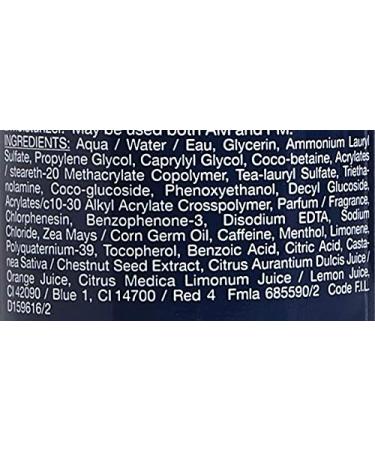 moisturizer. May be used both AM and PM.
INGREDIENTS: Aqua / Water / Eau, Glycerin, Ammonium Lauryl
Sulfate, Propylene Glycol, Caprylyl Glycol, Coco-betaine, Acrylates
/ steareth-20 Methacrylate Copolymer, Tea-lauryl Sulfate, Trietha-
nolamine, Coco-glucoside, Phenoxyethanol, Decyl Glucoside,
Acrylates/c10-30 Alkyl Acrylate Crosspolymer, Parfum / Fragrance,
Chlorphenesin, Benzophenone-3, Disodium EDTA, Sodium
Chloride, Zea Mays / Corn Germ Oil, Caffeine, Menthol, Limonene,
Polyquaternium-39, Tocopherol, Benzoic Acid, Citric Acid, Casta-
nea Sativa / Chestnut Seed Extract, Citrus Aurantium Dulcis Juice /
Orange Juice, Citrus Medica Limonum Juice / Lemon Juice,
CI 42090 / Blue 1, CI 14700 / Red 4 Fmla 685590/2 Code F.I.L.
D159616/2